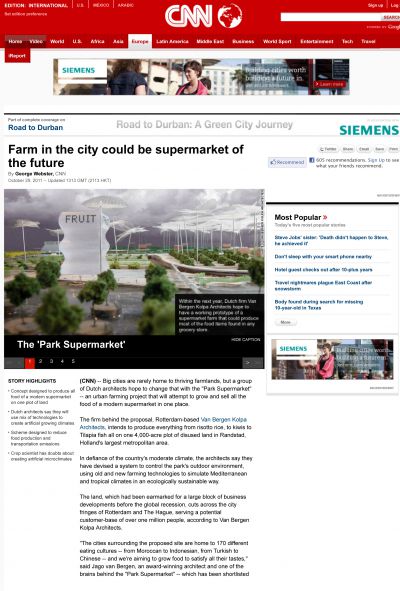 EDITION: INTERNATIONAL U.S. MÉXICO ARABIC
Set edition preference
Sign up Log in
CNN
SEARCH
POWERED BY
Home Video World U.S. Africa Asia Europe Latin America Middle East Business World Sport Entertainment Tech Travel
iReport
SIEMENS
Building cities worth
building a future in.
Learn more
Part of complete coverage on
Road to Durban
Road to Durban: A Green City Journey
SIEMENS
Farm in the city could be supermarket of
the future
By George Webster, CNN
October 28, 2011 -- Updated 1313 GMT (2113 HKT)
Twitter Share Email Save Print
Recommend
605 recommendations. Sign Up to see
what your friends recommend.
FRUIT
Within the next year, Dutch firm Van
Bergen Kolpa Architects hope to
have a working prototype of a
supermarket farm that could produce
most of the food items found in any
grocery store.
HIDE CAPTION
The 'Park Supermarket'
1 2 3 4 5
Most Popular »
Today's five most popular stories
Steve Jobs' sister: 'Death didn't happen to Steve,
he achieved it'
Don't sleep with your smart phone nearby
Hotel guest checks out after 10-plus years
Travel nightmares plague East Coast after
snowstorm
Body found during search for missing
10-year-old in Texas
More
SIEMENS
STORY HIGHLIGHTS
Concept designed to produce all
food of a modern supermarket
on one plot of land
Dutch architects say they will
use mix of technologies to
create artificial growing climates
Scheme designed to reduce
food production and
transportation emissions
Crop scientist has doubts about
creating artificial microclimates
(CNN) -- Big cities are rarely home to thriving farmlands, but a group
of Dutch architects hope to change that with the "Park Supermarket"
-- an urban farming project that will attempt to grow and sell all the
food of a modern supermarket in one place.
The firm behind the proposal, Rotterdam-based Van Bergen Kolpa
Architects, intends to produce everything from risotto rice, to kiwis to
Tilapia fish all on one 4,000-acre plot of disused land in Randstad,
Holland's largest metropolitan area.
In defiance of the country's moderate climate, the architects say they
have devised a system to control the park's outdoor environment,
using old and new farming technologies to simulate Mediterranean
and tropical climates in an ecologically sustainable way.
The land, which had been earmarked for a large block of business
developments before the global recession, cuts across the city
fringes of Rotterdam and The Hague, serving a potential
customer-base of over one million people, according to Van Bergen
Kolpa Architects.
"The cities surrounding the proposed site are home to 170 different
eating cultures -- from Moroccan to Indonesian, from Turkish to
Chinese -- and we're aiming to grow food to satisfy all their tastes,"
said Jago van Bergen, an award-winning architect and one of the
brains behind the "Park Supermarket" -- which has been shortlisted